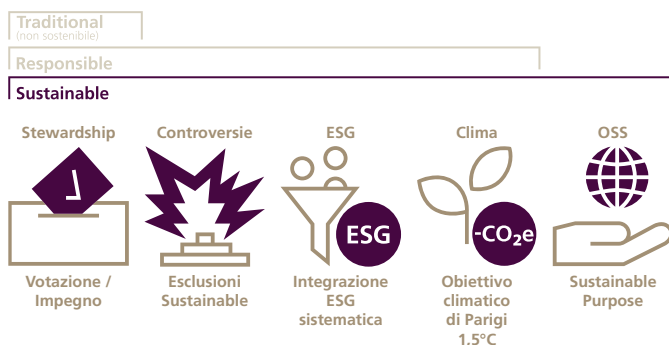 Traditional
(non sostenibile)
Responsible
Sustainable
Stewardship
Controversie
ESG
Clima
OSS
ESG
-CO₂e
Votazione /
Impegno
Esclusioni
Sustainable
Integrazione
ESG
sistematica
Obiettivo
climatico
di Parigi
1,5°C
Sustainable
Purpose